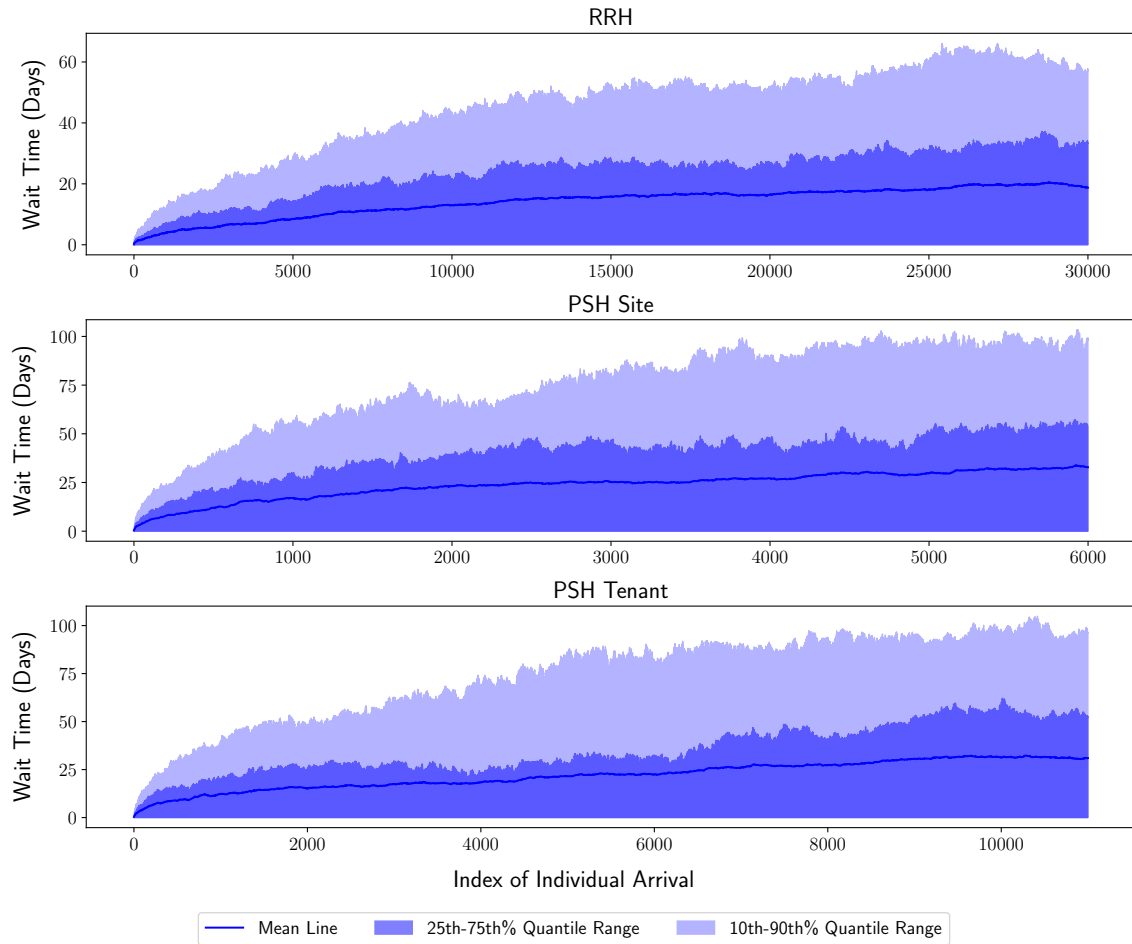 RRH
Wait Time (Days)
60
40
20
0
0 5000 10000 15000 20000 25000 30000
PSH Site
Wait Time (Days)
100
75
50
25
0
0 1000 2000 3000 4000 5000 6000
PSH Tenant
Wait Time (Days)
100
75
50
25
0
0 2000 4000 6000 8000 10000
Index of Individual Arrival
Mean Line 25th-75th% Quantile Range 10th-90th% Quantile Range